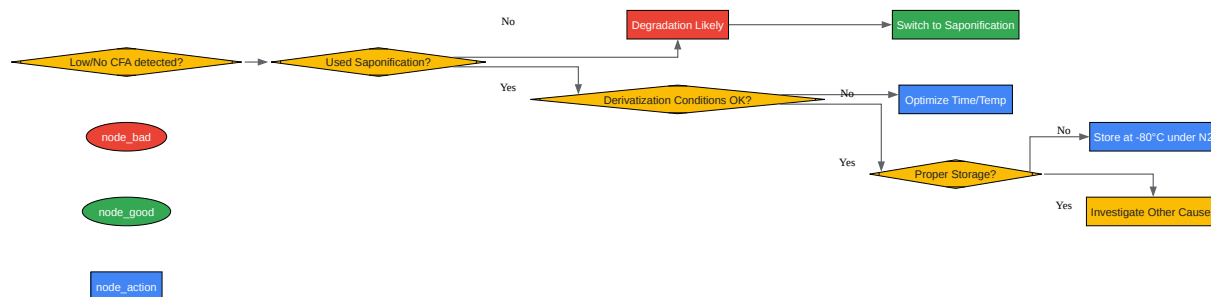 No
Degradation Likely
Switch to Saponification
Low/No CFA detected?
Used Saponification?
Yes
Derivatization Conditions OK?
No
Optimize Time/Temp
node_bad
No
Store at -80°C under N2
Yes
Proper Storage?
node_good
Yes
Investigate Other Cause
node_action